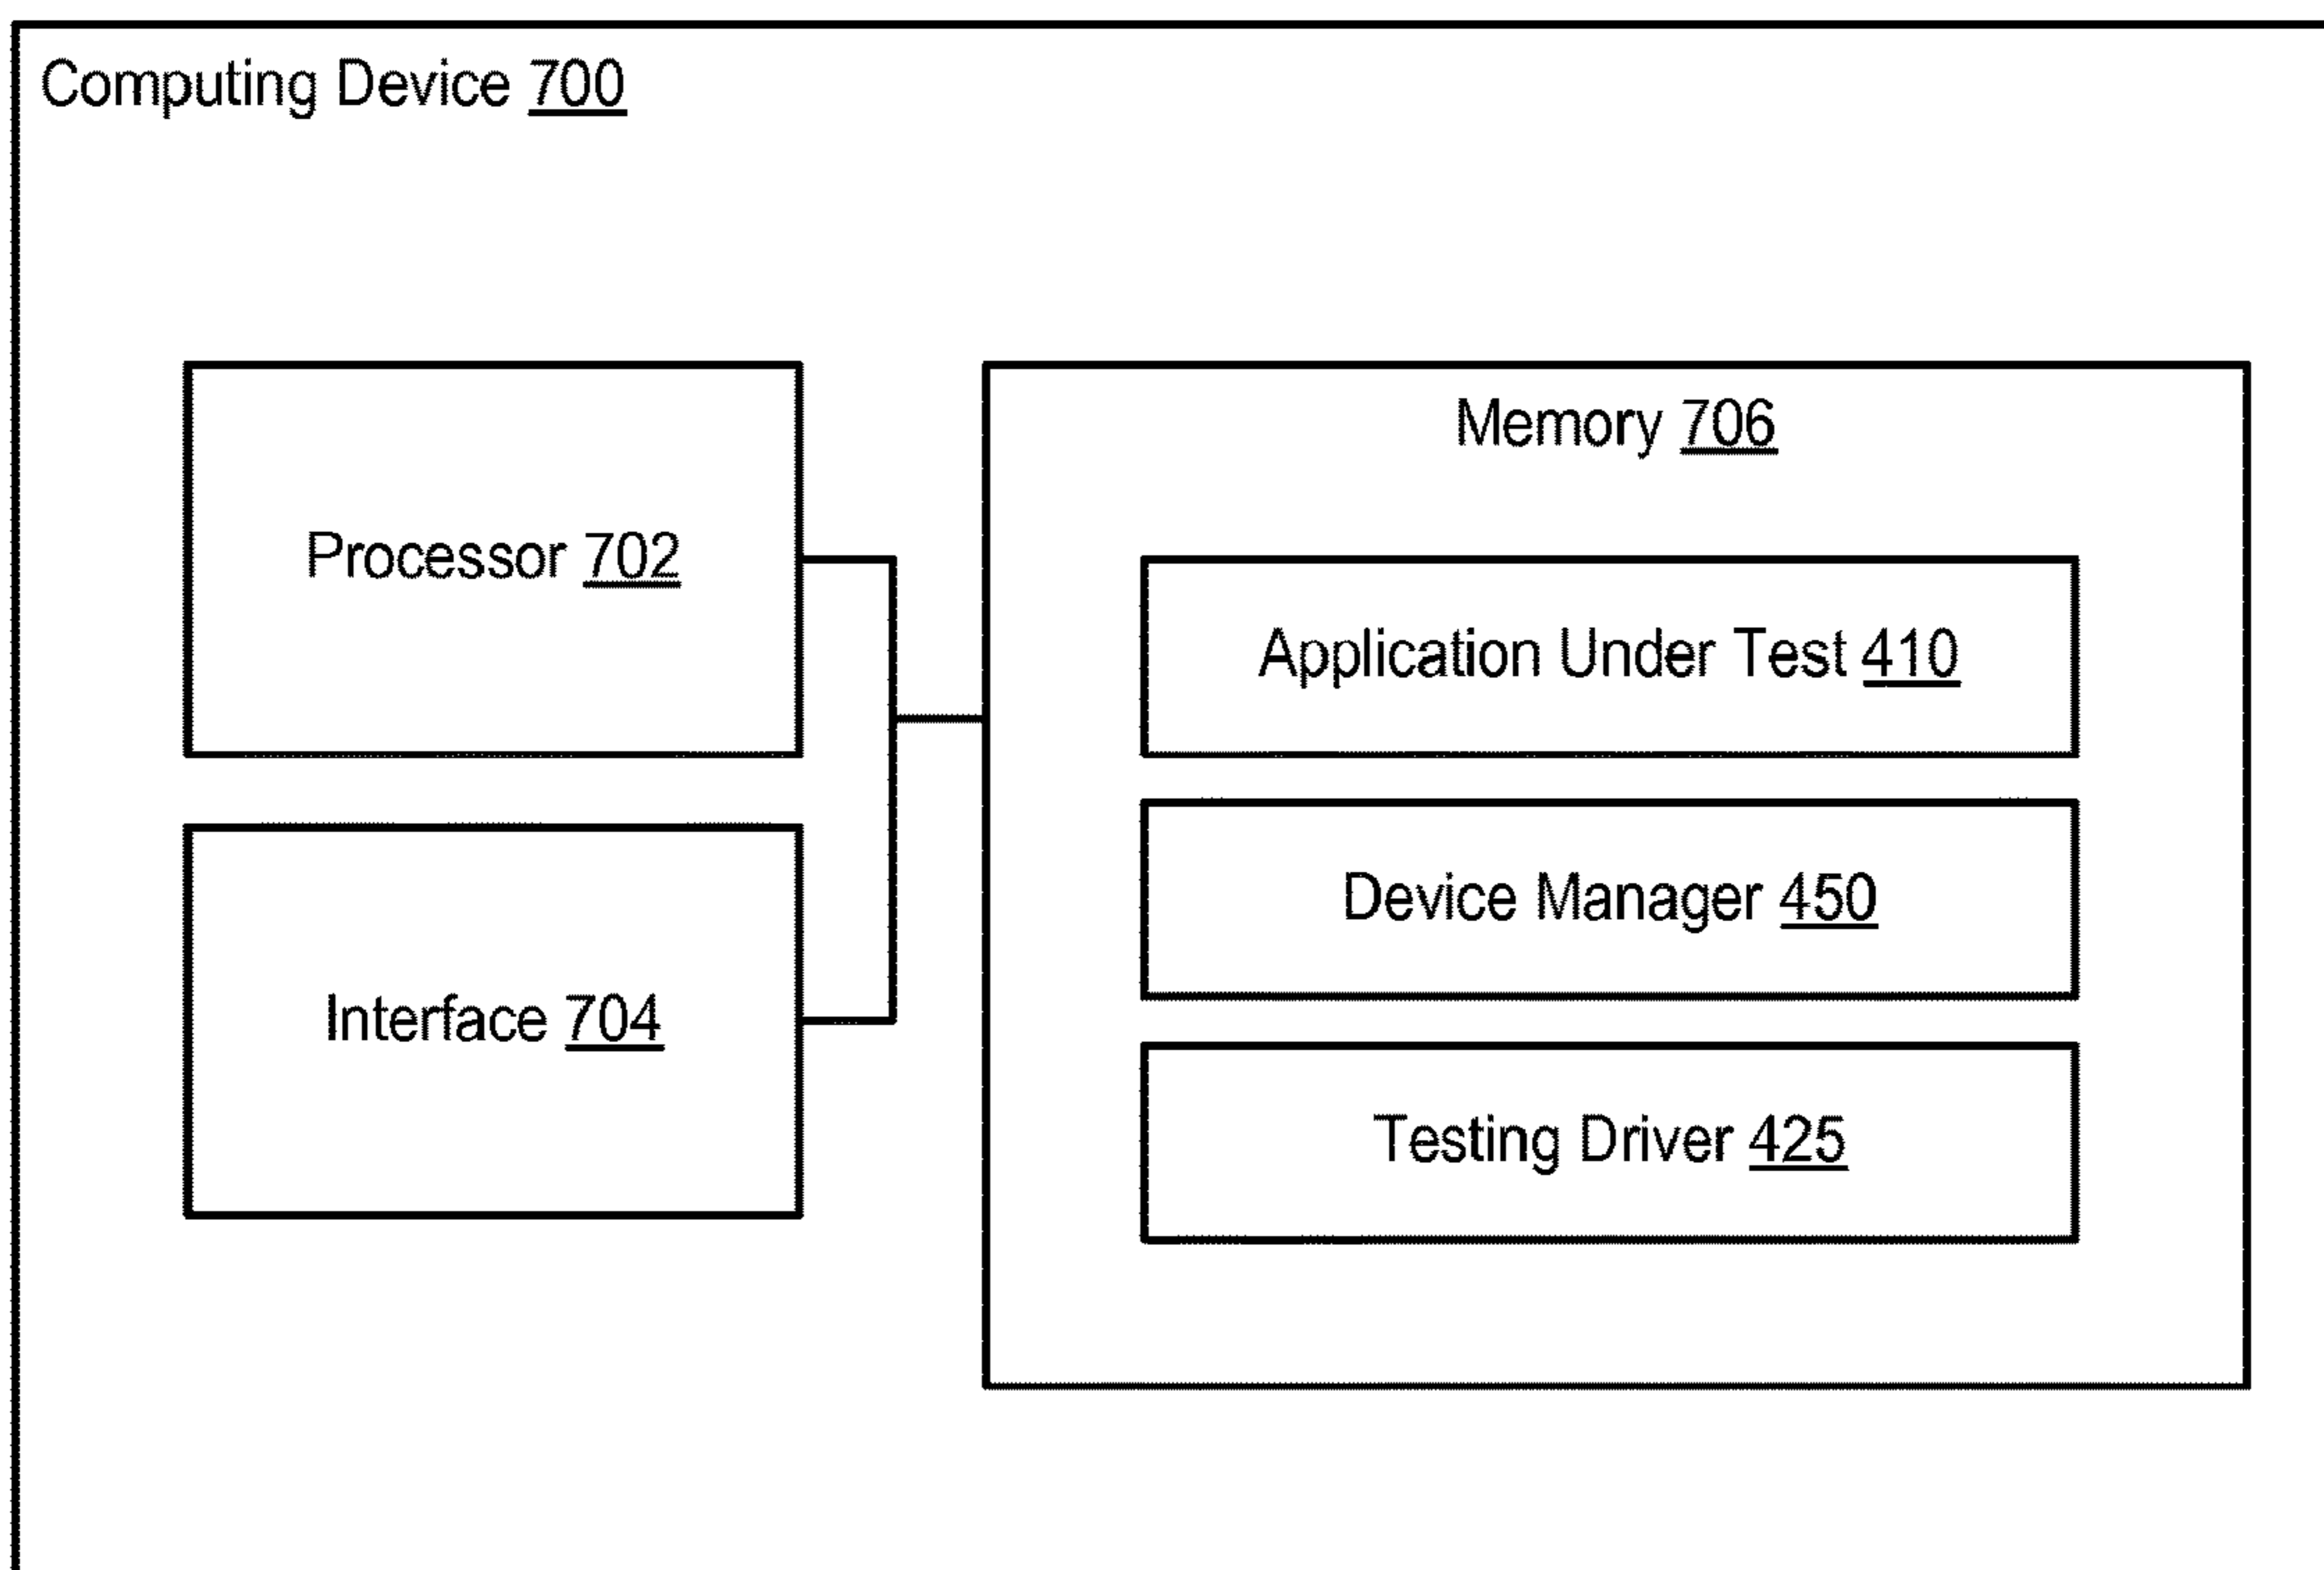 Computing Device 700
Processor 702
Interface 704
Memory 706
Application Under Test 410
Device Manager 450
Testing Driver 425